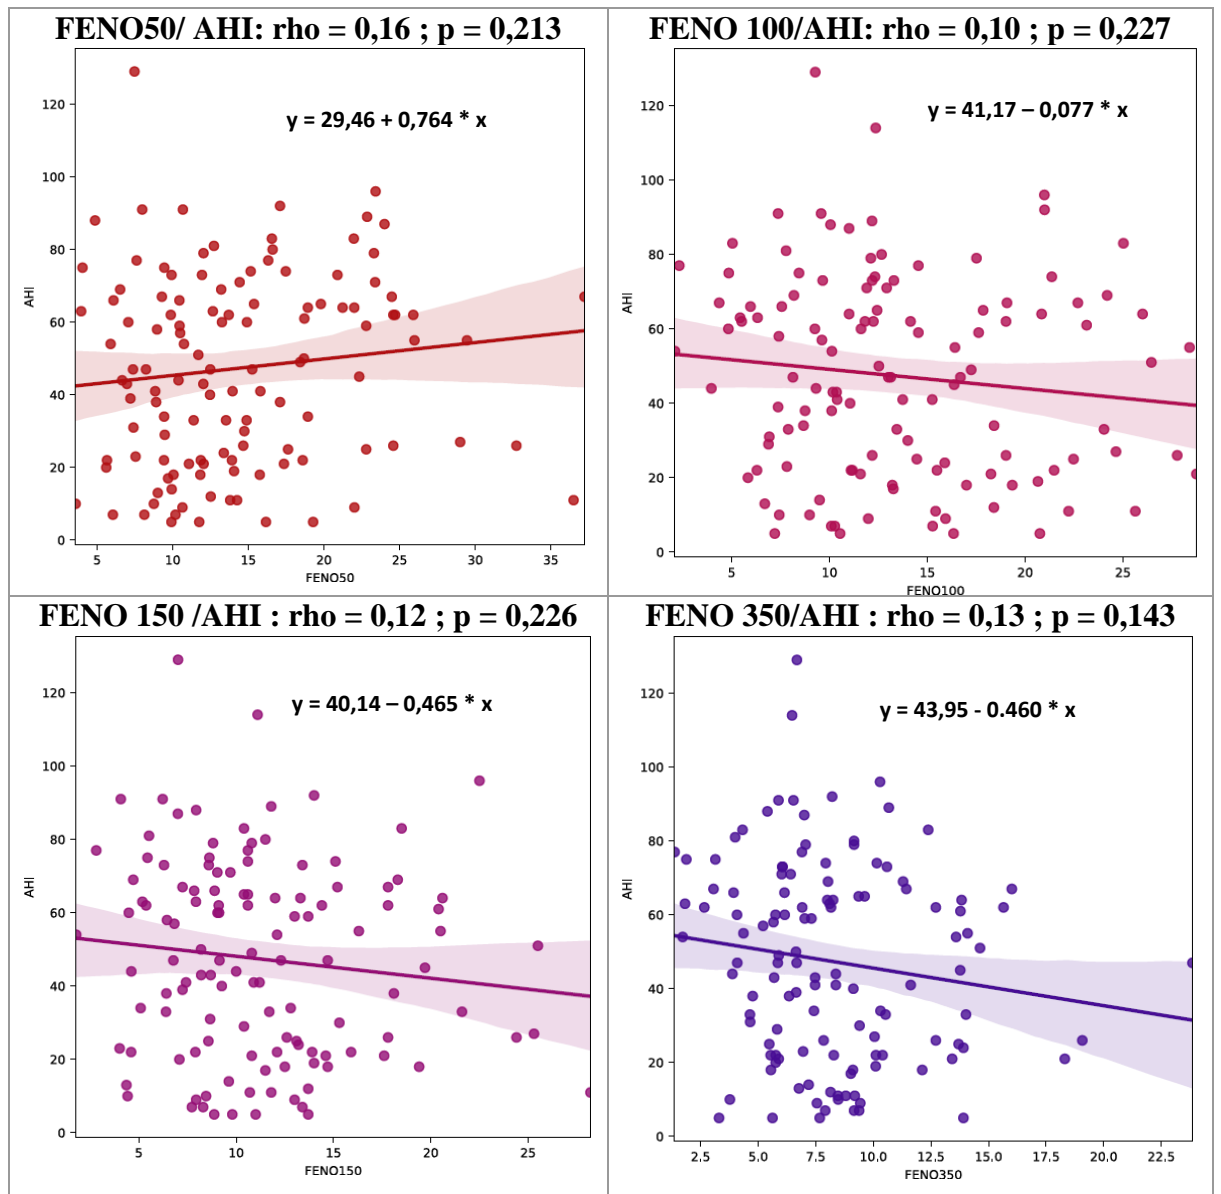 FENO50/ AHI: rho = 0,16 ; p = 0,213
y = 29,46 + 0,764 * x
120
100
80
60
40
20
0
AHI
5 10 15 20 25 30 35
FENO50
FENO 100/AHI: rho = 0,10 ; p = 0,227
y = 41,17 – 0,077 * x
120
100
80
60
40
20
0
AHI
5 10 15 20 25
FENO100
FENO 150 /AHI : rho = 0,12 ; p = 0,226
y = 40,14 – 0,465 * x
120
100
80
60
40
20
0
AHI
5 10 15 20 25
FENO150
FENO 350/AHI : rho = 0,13 ; p = 0,143
y = 43,95 - 0.460 * x
120
100
80
60
40
20
0
AHI
2.5 5.0 7.5 10.0 12.5 15.0 17.5 20.0 22.5
FENO350